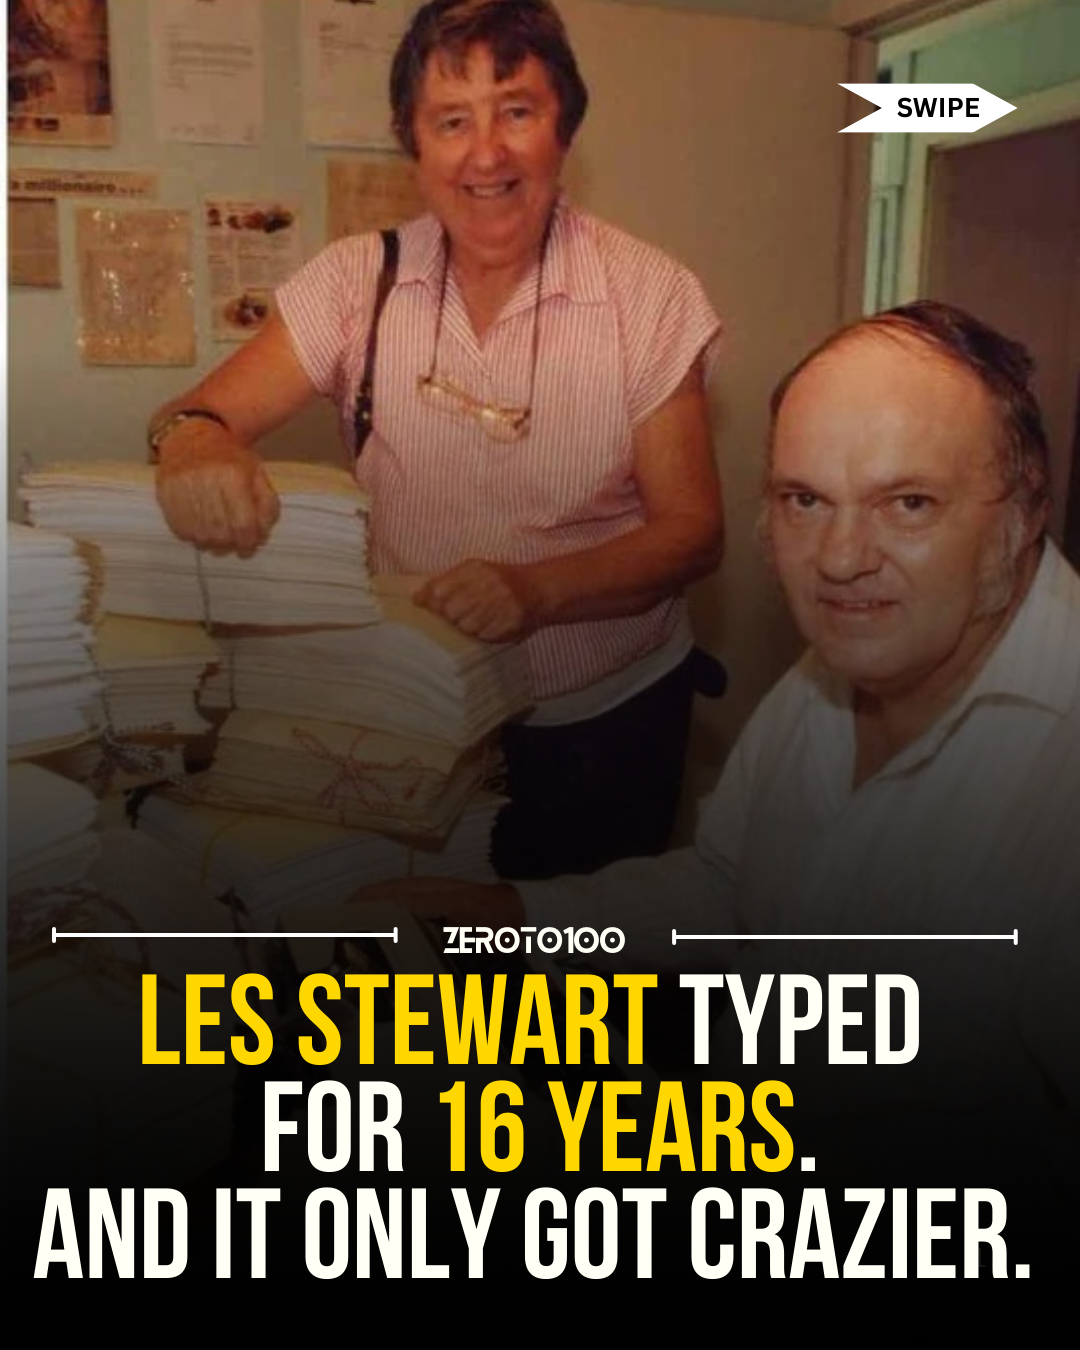 SWIPE
a millionaire...
ZEROTO100
LES STEWART TYPED
FOR 16 YEARS.
AND IT ONLY GOT CRAZIER.